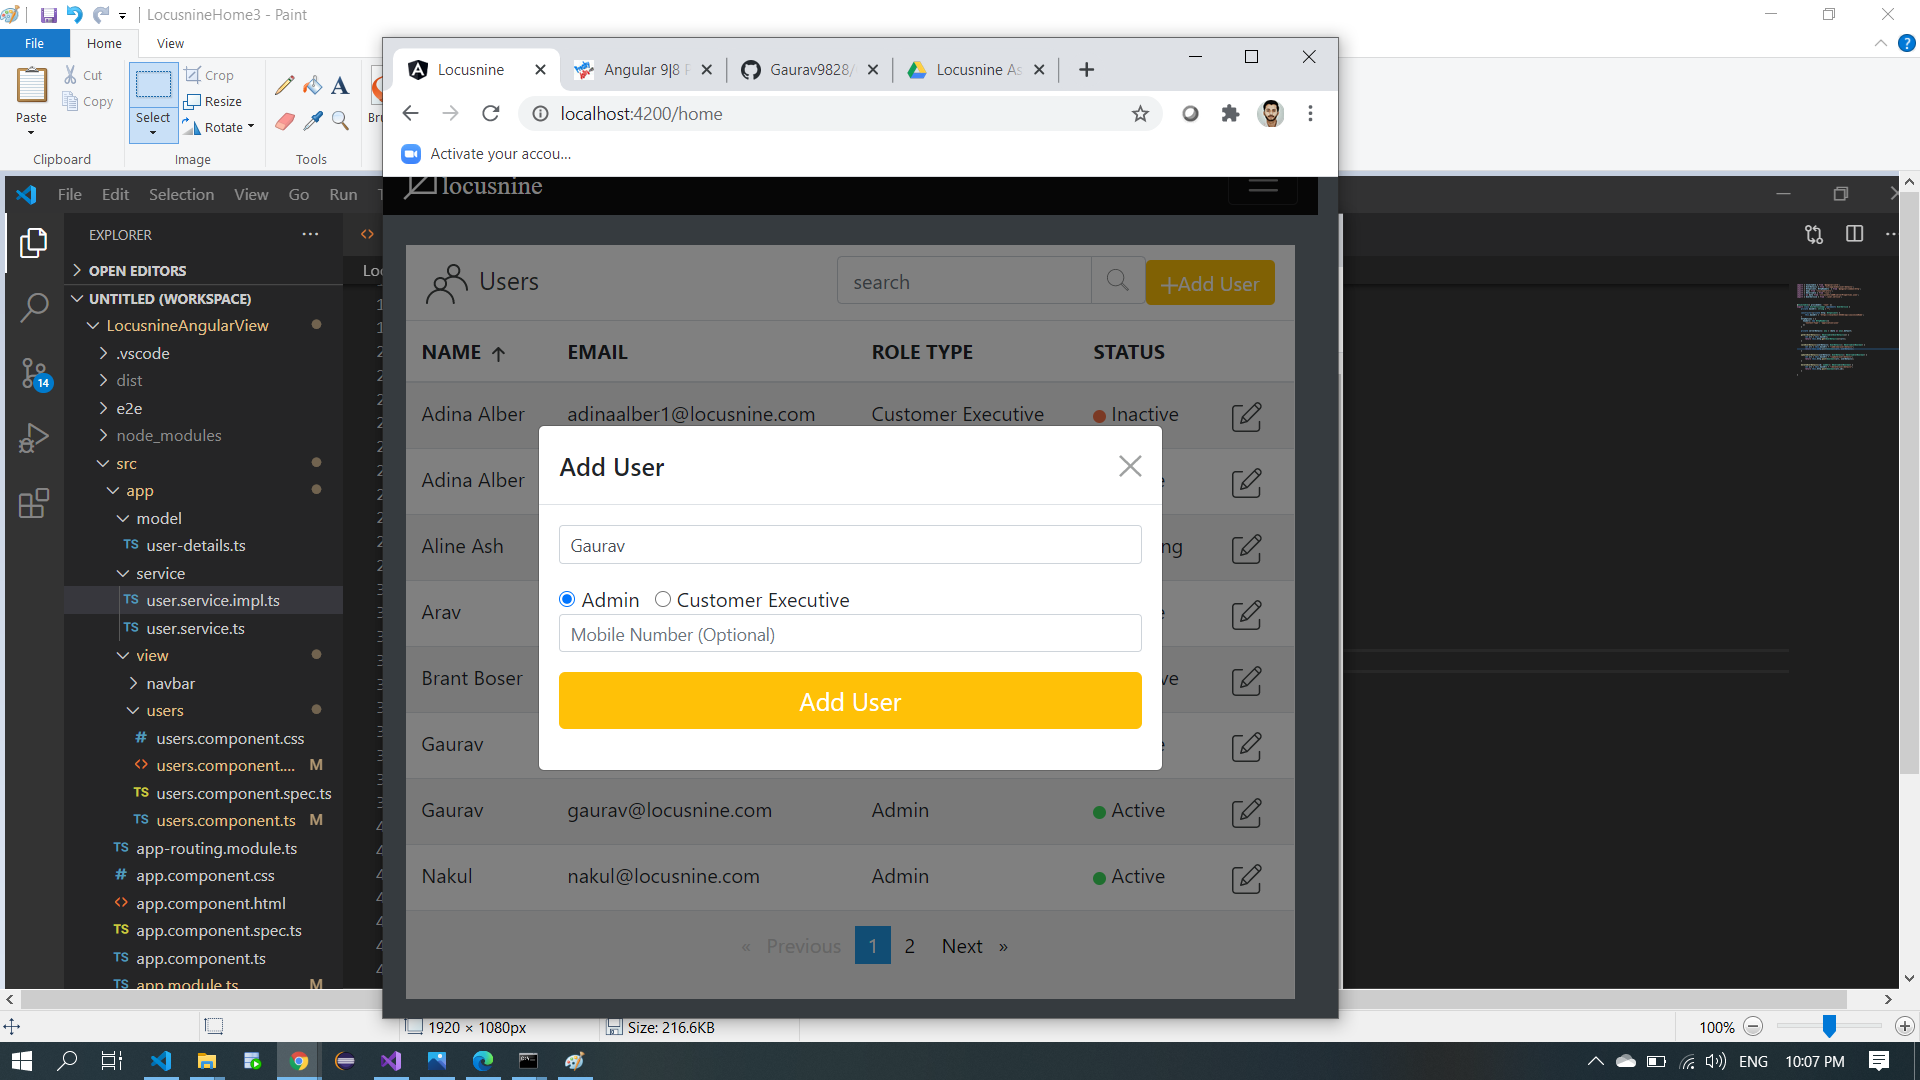 LocusnineHome3 - Paint
File
Home
View
Paste
Cut
Copy
Clipboard
Select
Crop
Resize
Rotate
Image
Tools
Locusnine
Angular 9|8
Gaurav9828/
Locusnine As
localhost:4200/home
Activate your accou...
File Edit Selection View Go Run
EXPLORER
OPEN EDITORS
UNTITLED (WORKSPACE)
LocusnineAngularView
.vscode
dist
e2e
node_modules
src
app
model
TS user-details.ts
service
TS user.service.impl.ts
TS user.service.ts
view
navbar
users
# users.component.css
<> users.component.... M
TS users.component.spec.ts
TS users.component.ts M
TS app-routing.module.ts
# app.component.css
<> app.component.html
TS app.component.spec.ts
TS app.component.ts
TS app.module.ts M
14
locusnine
Users
search
+Add User
NAME EMAIL ROLE TYPE STATUS
Adina Alber adinaalber1@locusnine.com Customer Executive Inactive
Adina Alber
Aline Ash
Arav
Brant Boser
Gaurav
Gaurav gaurav@locusnine.com Admin Active
Nakul nakul@locusnine.com Admin Active
« Previous 1 2 Next »
Add User
Gaurav
Admin Customer Executive
Mobile Number (Optional)
Add User
1920 × 1080px
Size: 216.6KB
100%
ENG
10:07 PM